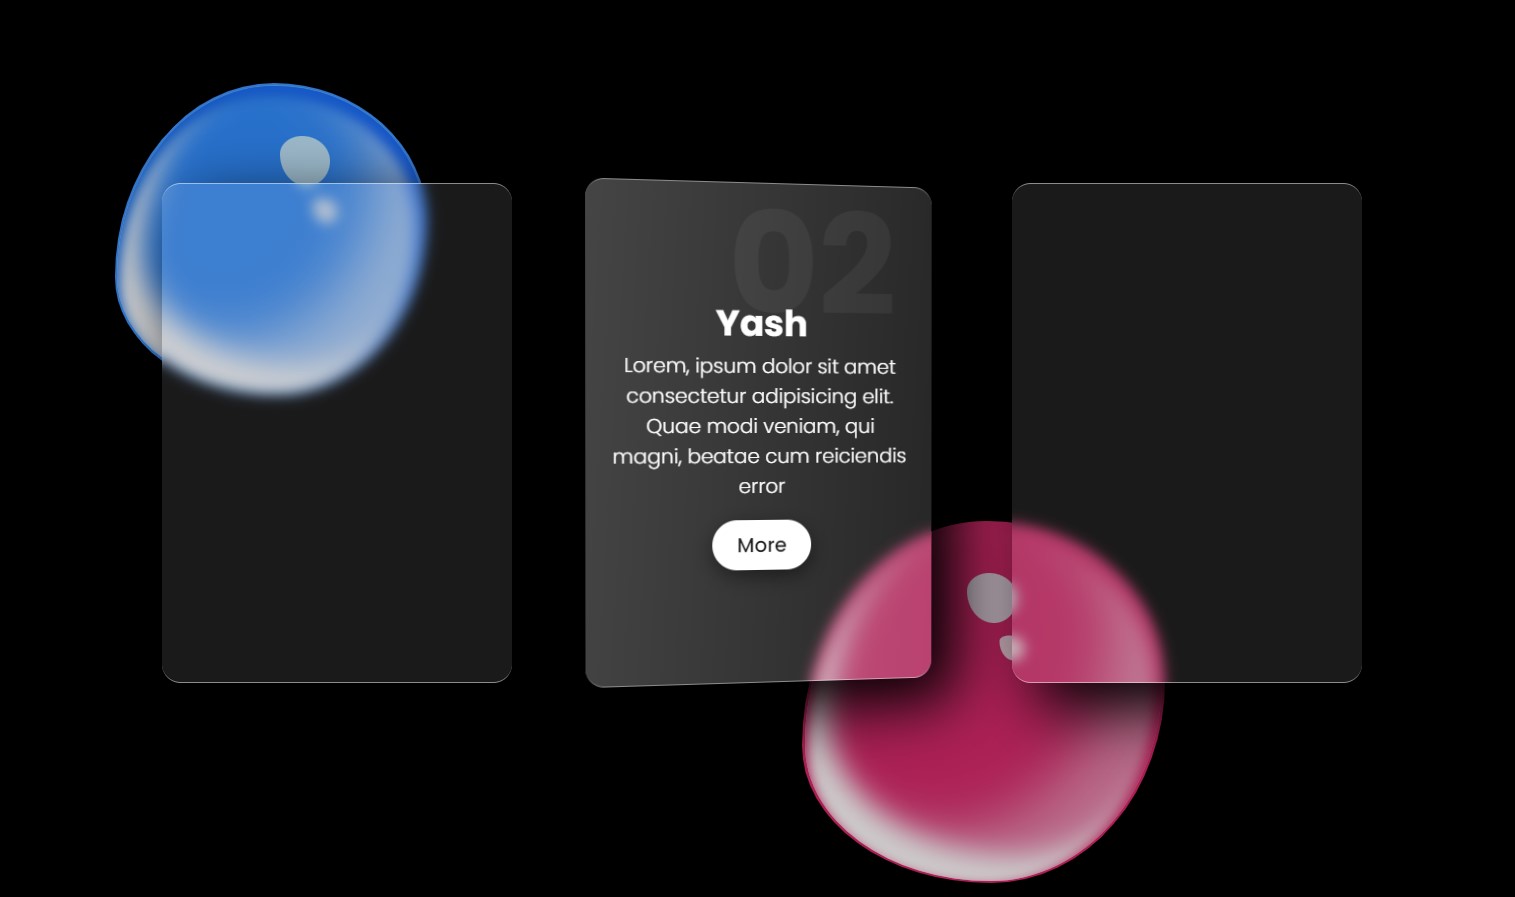 02
Yash
Lorem, ipsum dolor sit amet
consectetur adipisicing elit.
Quae modi veniam, qui
magni, beatae cum reiciendis
error
More